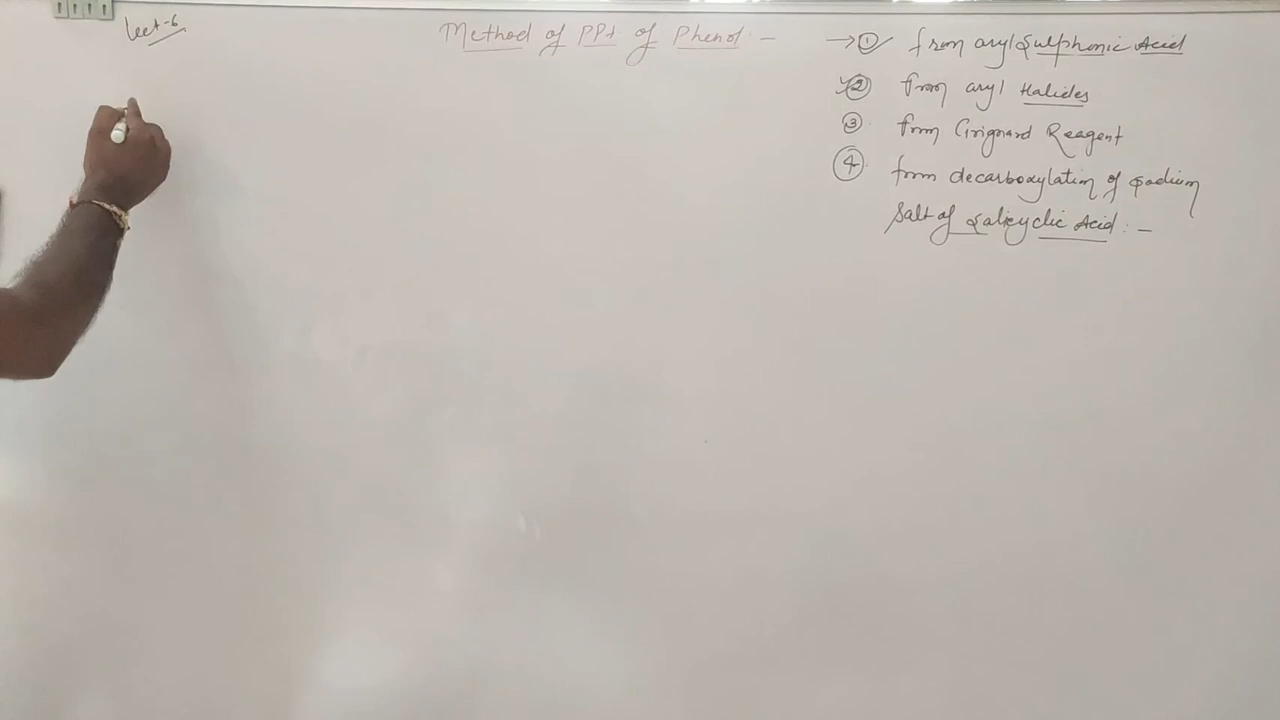 Lect-6
Method of PPt of Phenol: -
→ ① from aryl Sulphonic Acid
② from aryl Halides
③ from Grignard Reagent
④ from decarboxylation of Sodium
Salt of Salicyclic Acid: -